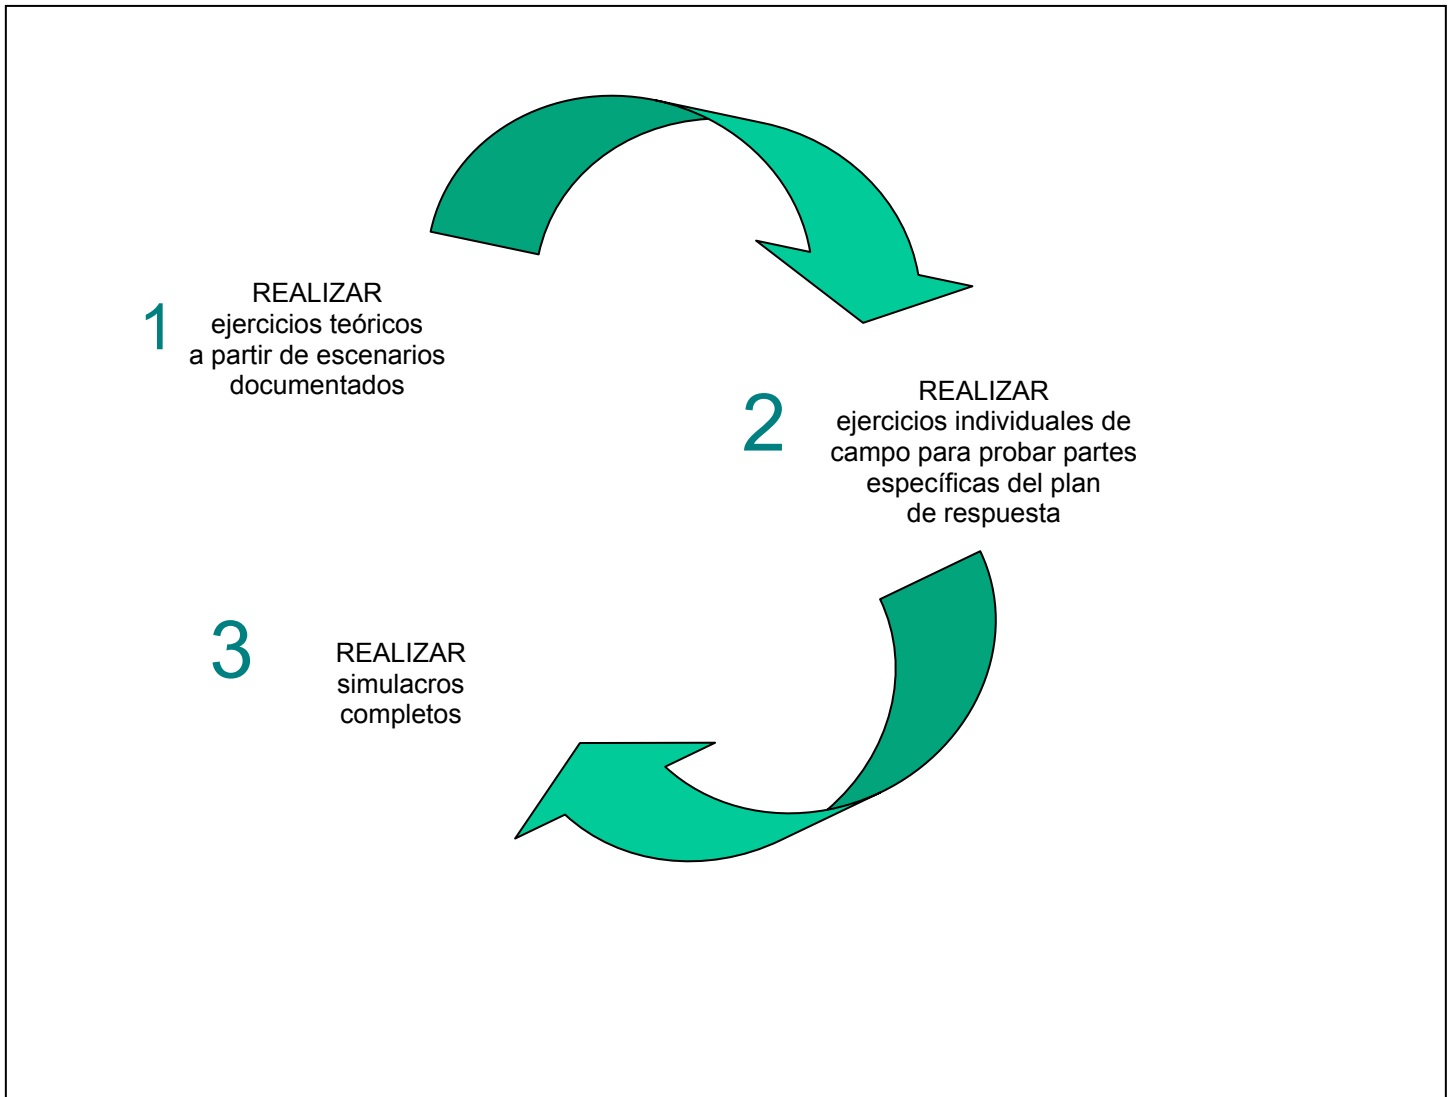 1
REALIZAR
ejercicios teóricos
a partir de escenarios
documentados
2
REALIZAR
ejercicios individuales de
campo para probar partes
específicas del plan
de respuesta
3
REALIZAR
simulacros
completos